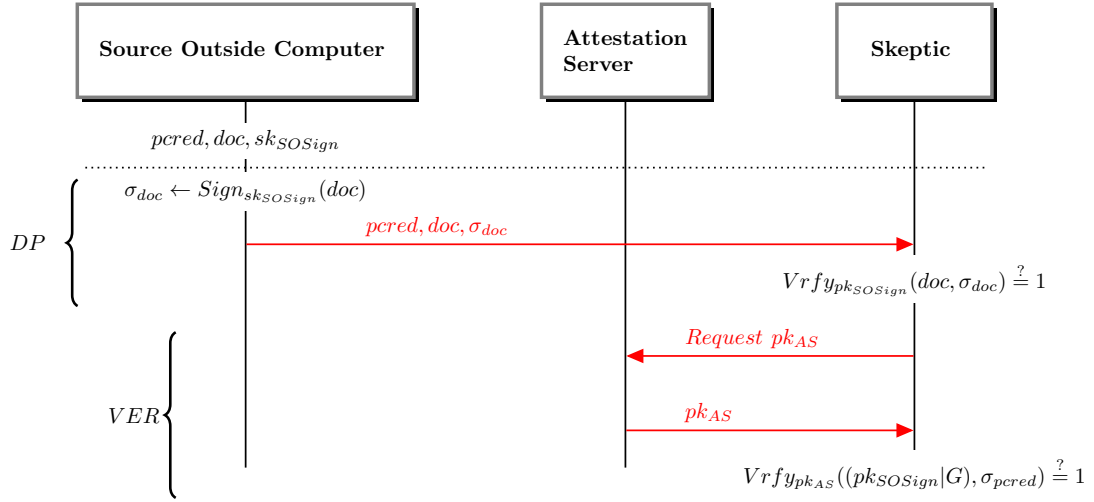 Source Outside Computer
Attestation
Server
Skeptic
pcred, doc, sk_{SOSign}
σ_{doc} ← Sign_{sk_{SOSign}}(doc)
DP
pcred, doc, σ_{doc}
Vrfy_{pk_{SOSign}}(doc, σ_{doc}) ≟ 1
Request pk_{AS}
VER
pk_{AS}
Vrfy_{pk_{AS}}((pk_{SOSign}|G), σ_{pcred}) ≟ 1